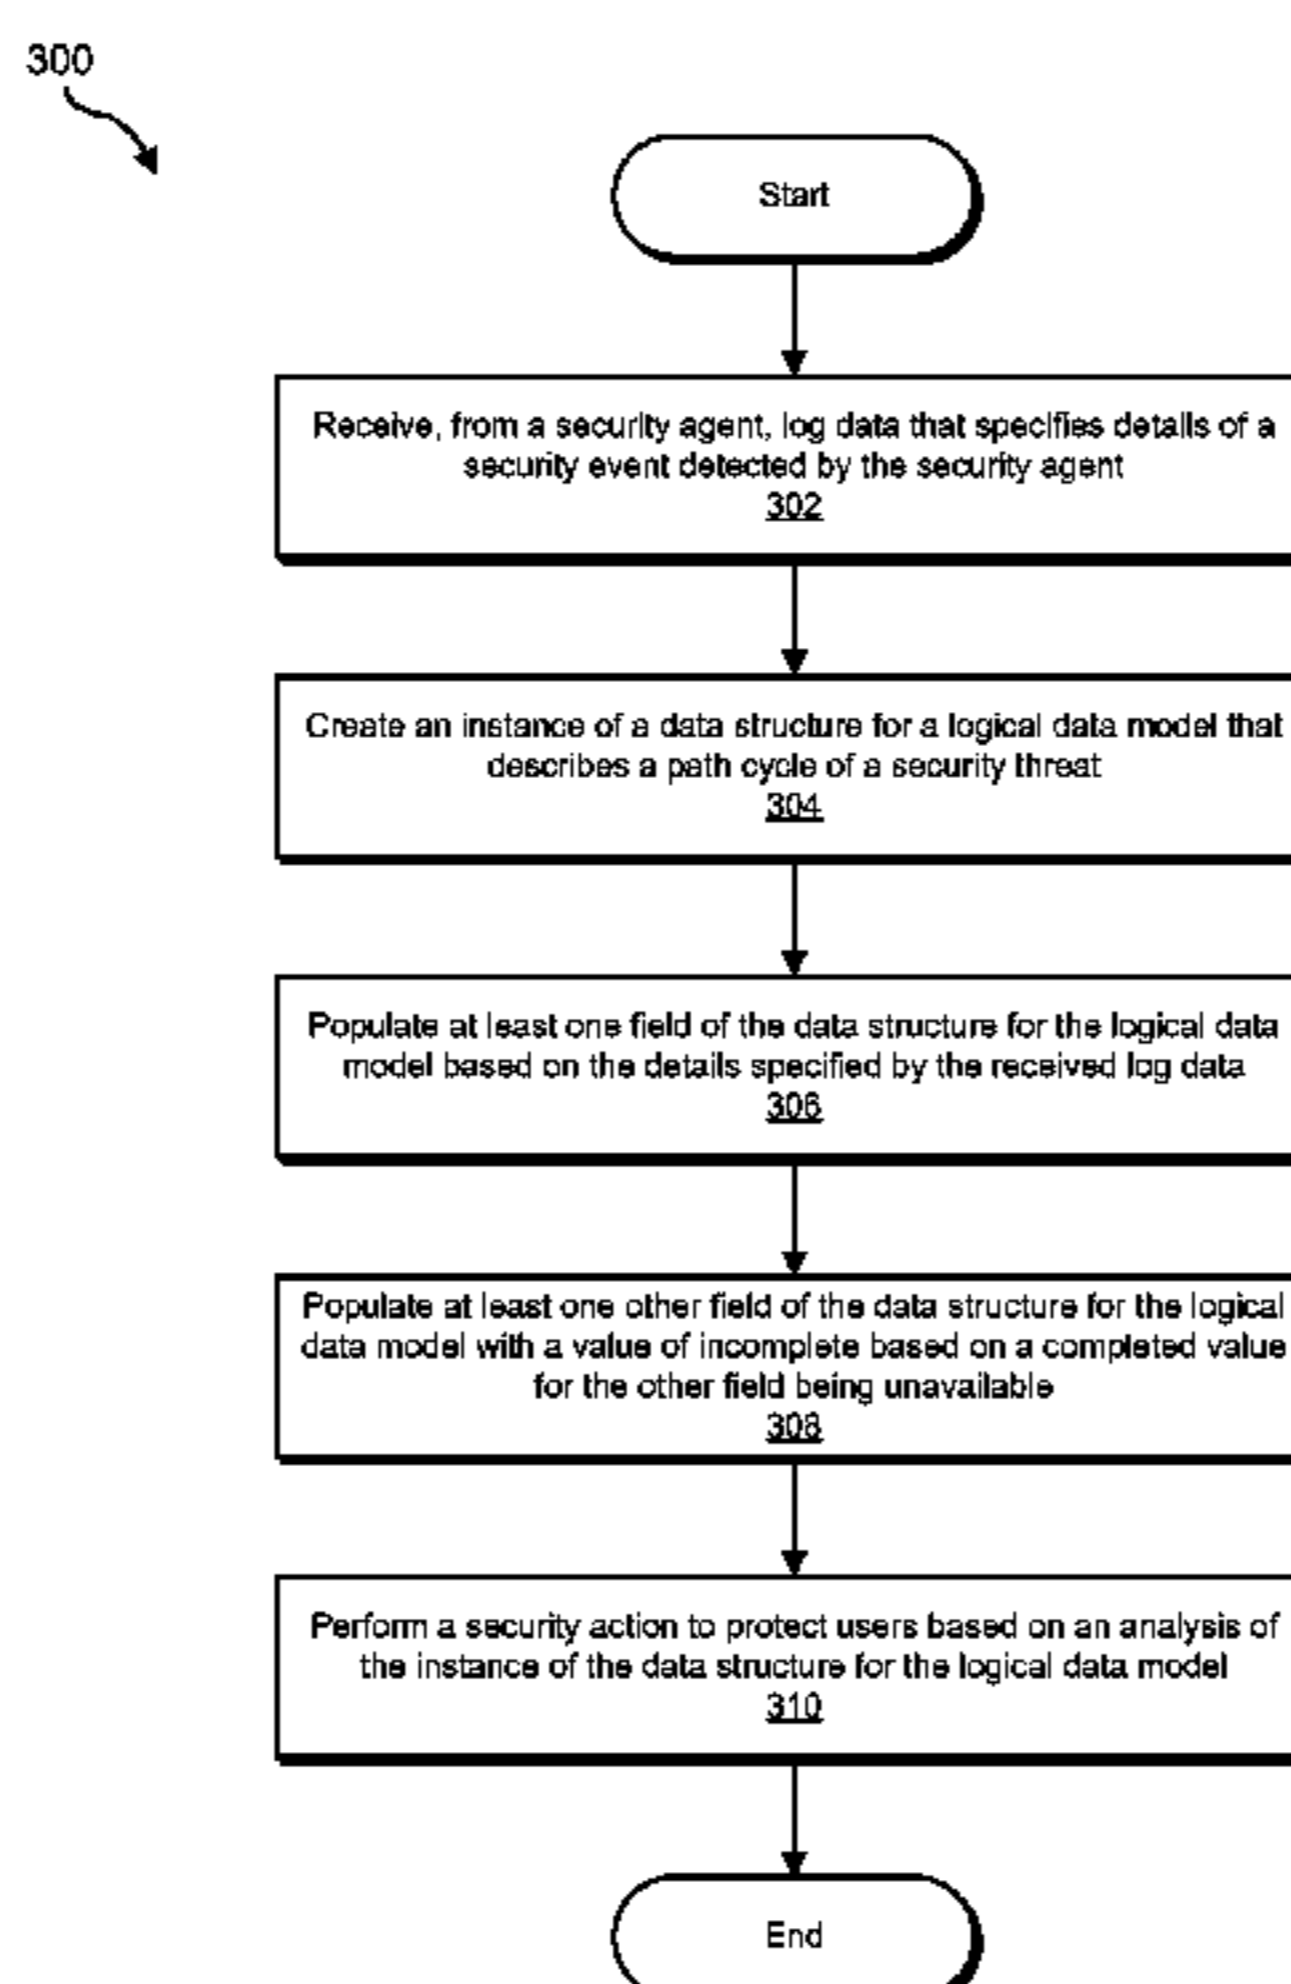 300
Start
Receive, from a security agent, log data that specifies details of a
security event detected by the security agent
302
Create an instance of a data structure for a logical data model that
describes a path cycle of a security threat
304
Populate at least one field of the data structure for the logical data
model based on the details specified by the received log data
306
Populate at least one other field of the data structure for the logical
data model with a value of incomplete based on a completed value
for the other field being unavailable
308
Perform a security action to protect users based on an analysis of
the instance of the data structure for the logical data model
310
End